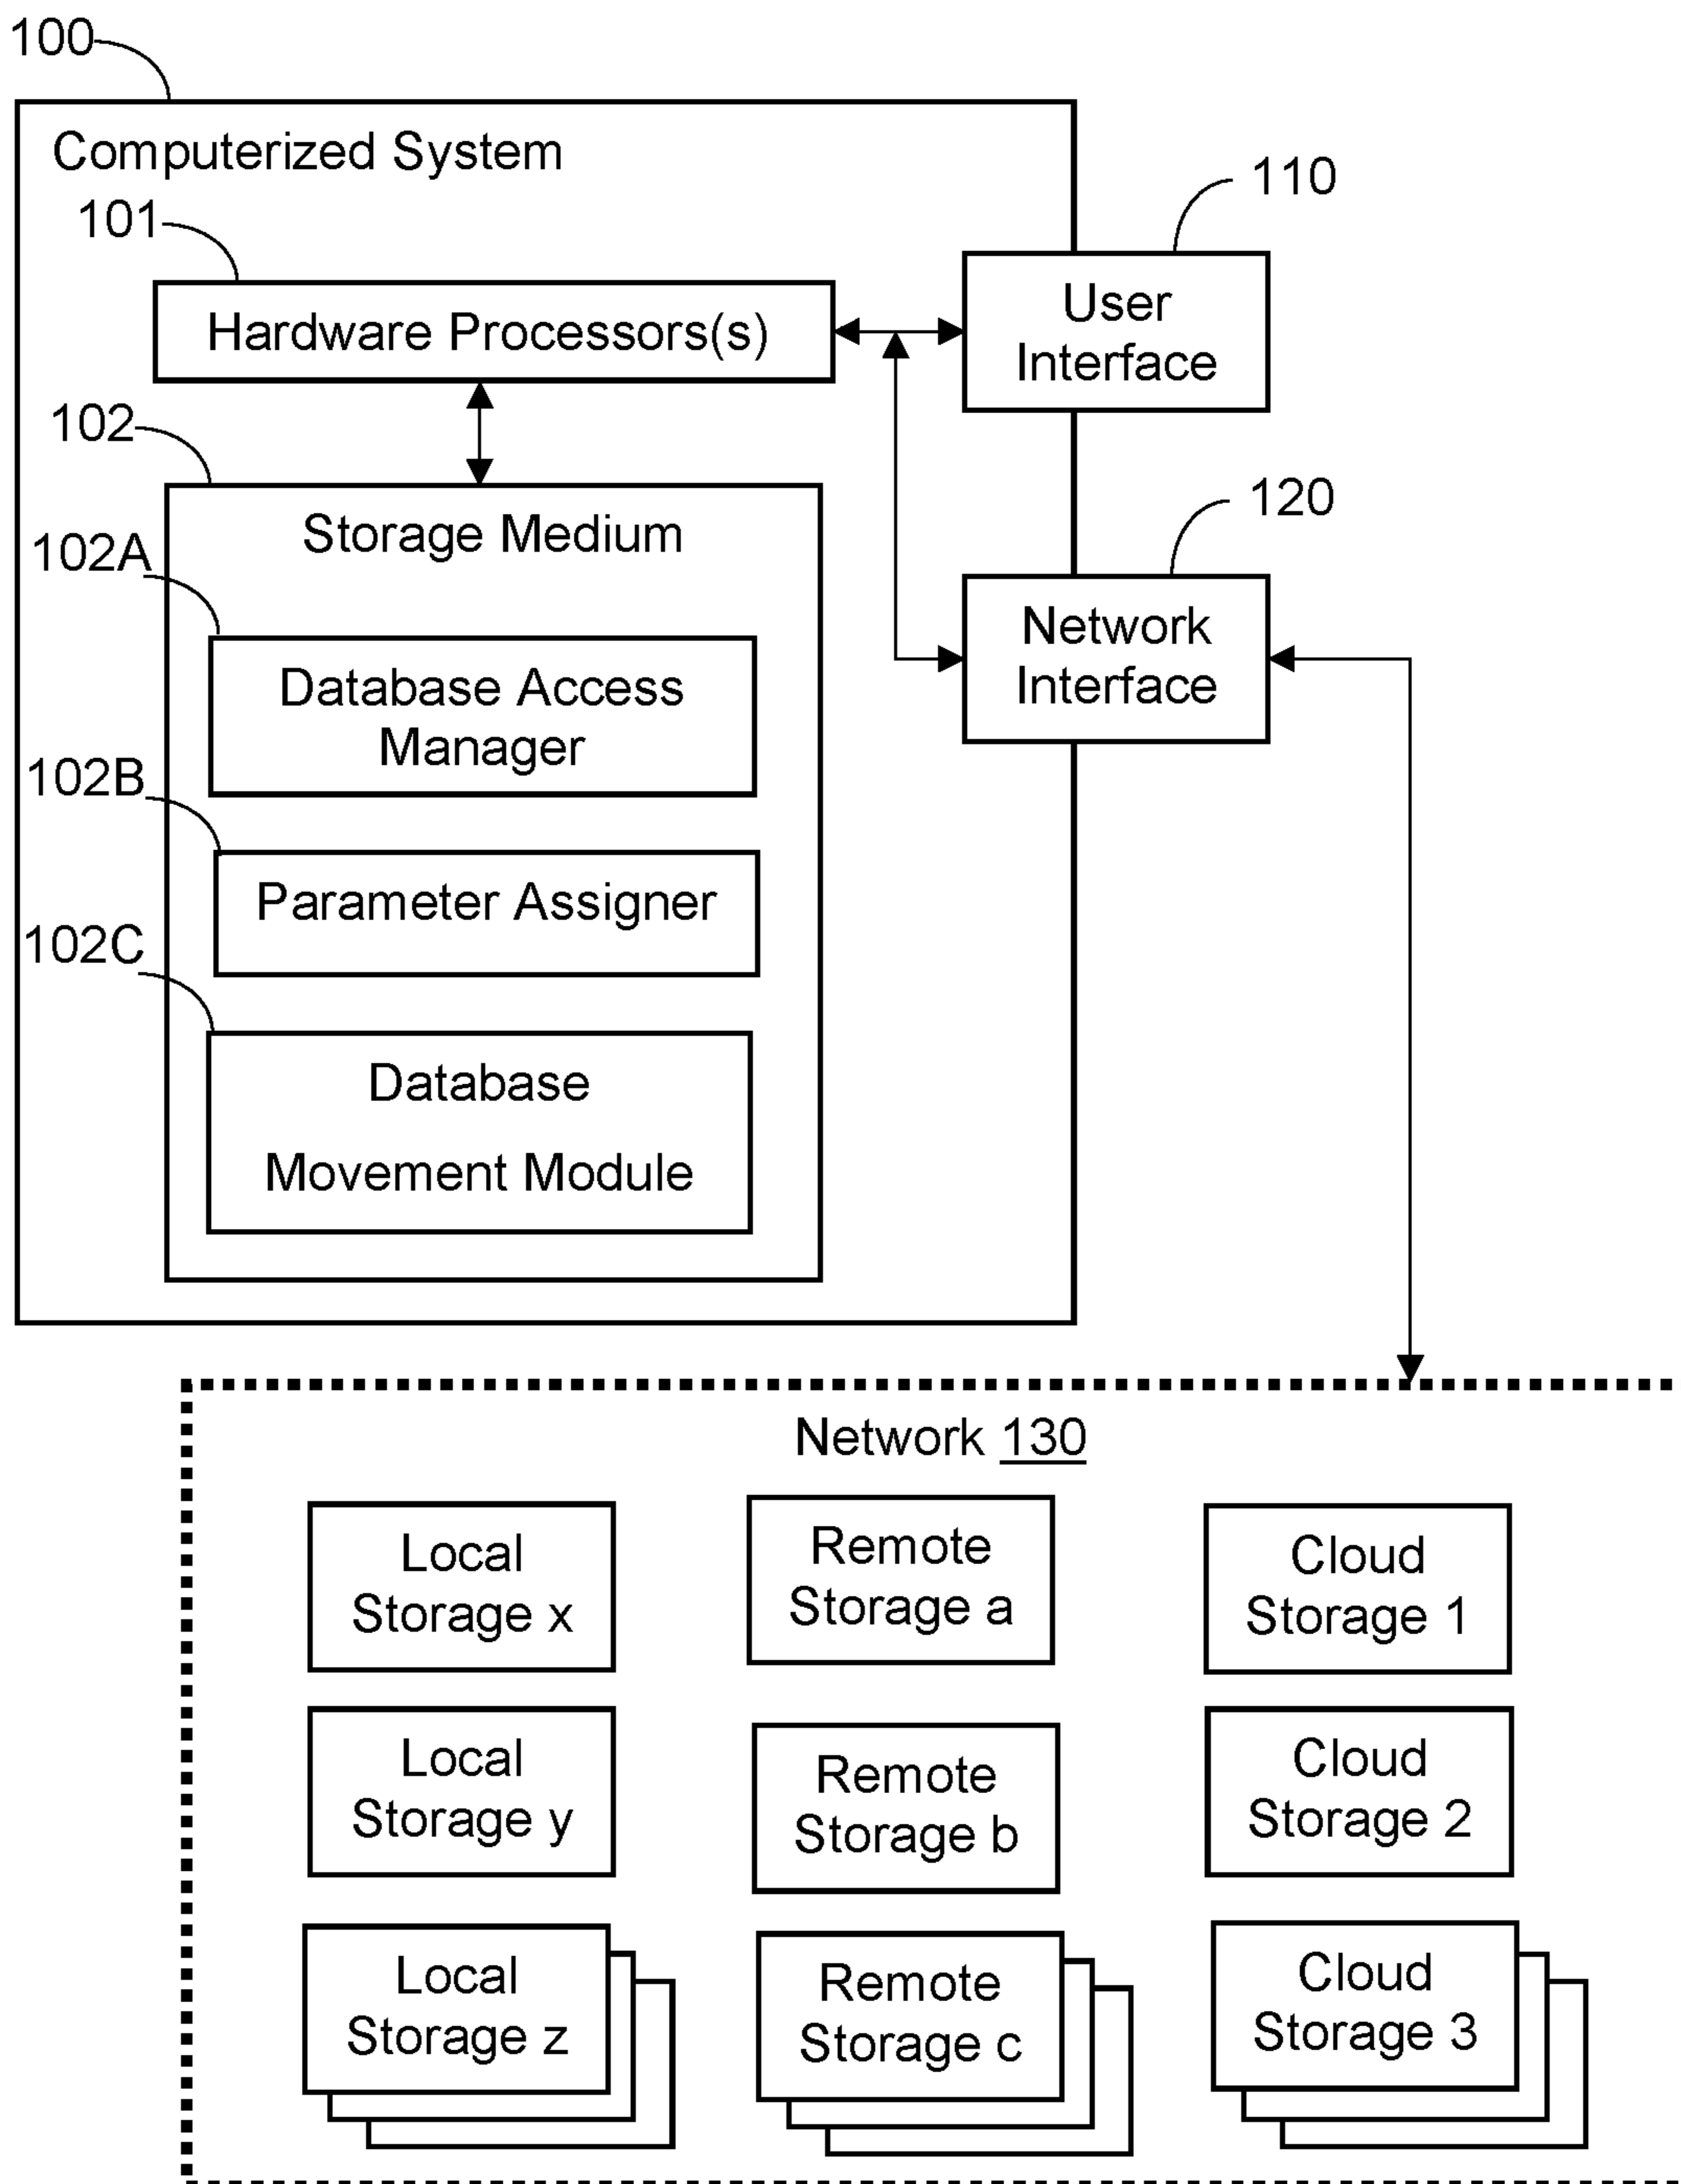 100
Computerized System
110
101
User
Interface
Hardware Processors(s)
102
120
Storage Medium
102A
Network
Interface
Database Access
Manager
102B
Parameter Assigner
102C
Database
Movement Module
Network 130
Local
Storage x
Remote
Storage a
Cloud
Storage 1
Local
Storage y
Remote
Storage b
Cloud
Storage 2
Local
Storage z
Remote
Storage c
Cloud
Storage 3